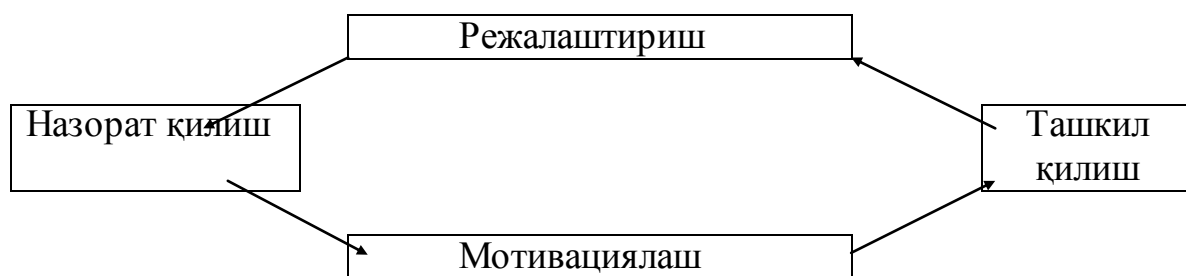 Режалаштириш
Назорат қилиш
Ташкил
қилиш
Мотивациялаш